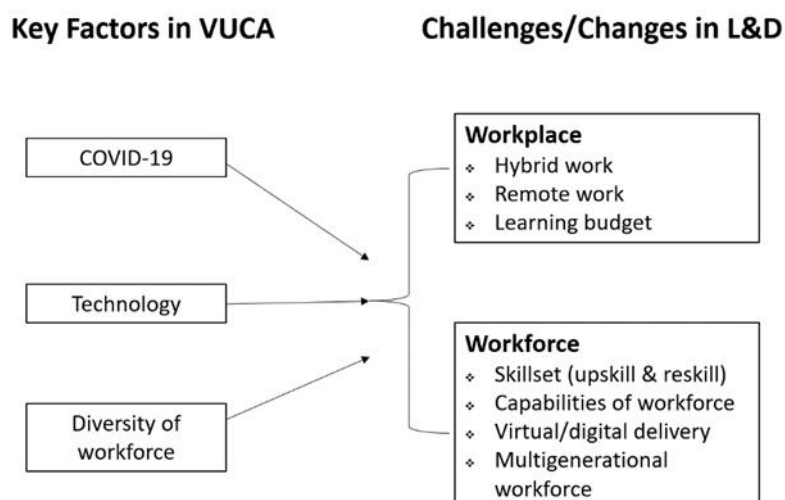 Key Factors in VUCA
Challenges/Changes in L&D
COVID-19
Technology
Diversity of
workforce
Workplace
❖ Hybrid work
❖ Remote work
❖ Learning budget
Workforce
❖ Skillset (upskill & reskill)
❖ Capabilities of workforce
❖ Virtual/digital delivery
❖ Multigenerational
workforce